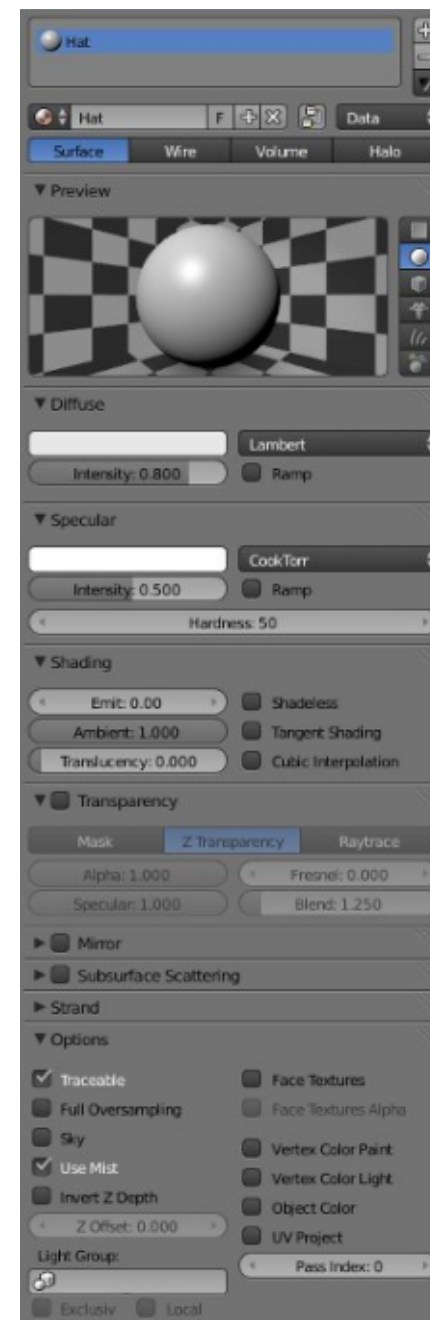 Hat
Hat F Data
Surface Wire Volume Halo
Preview
Diffuse
Lambert
Intensity: 0.800 Ramp
Specular
CookTorr
Intensity: 0.500 Ramp
Hardness: 50
Shading
Emit: 0.00 Shadeless
Ambient: 1.000 Tangent Shading
Translucency: 0.000 Cubic Interpolation
Transparency
Mask Z Transparency Raytrace
Alpha: 1.000 Fresnel: 0.000
Specular: 1.000 Blend: 1.250
Mirror
Subsurface Scattering
Strand
Options
Traceable Face Textures
Full Oversampling Face Textures Alpha
Sky Vertex Color Paint
Use Mist Vertex Color Light
Invert Z Depth Object Color
Z Offset: 0.000 UV Project
Light Group: Pass Index: 0
Exclusiv Local